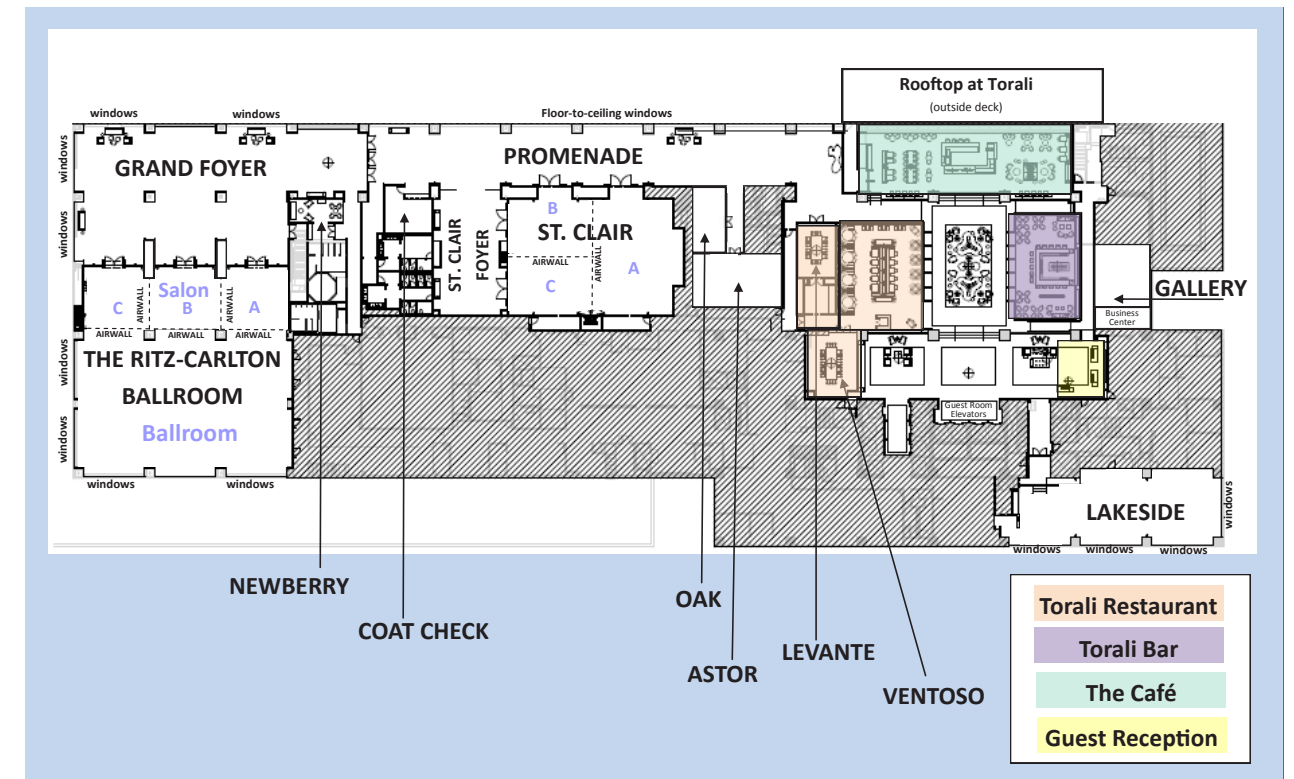 Rooftop at Torali
(outside deck)
windows
windows
Floor-to-ceiling windows
windows
GRAND FOYER
PROMENADE
windows
B
ST. CLAIR
AIRWALL
AIRWALL
A
C
ST. CLAIR
FOYER
GALLERY
Business
Center
Salon
C
B
A
AIRWALL
AIRWALL
AIRWALL
AIRWALL
AIRWALL
windows
THE RITZ-CARLTON
BALLROOM
Ballroom
windows
windows
windows
Guest Room
Elevators
LAKESIDE
windows
windows
windows
windows
NEWBERRY
COAT CHECK
OAK
ASTOR
LEVANTE
VENTOSO
Torali Restaurant
Torali Bar
The Café
Guest Reception